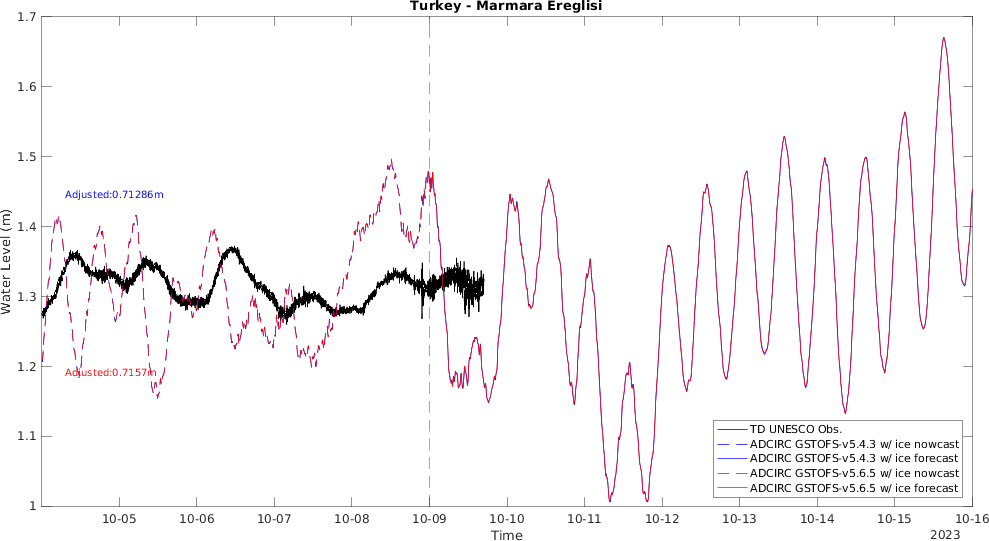 Turkey - Marmara Ereglisi
1.7
1.6
1.5
1.4
1.3
1.2
1.1
1
Water Level (m)
Adjusted:0.71286m
Adjusted:0.7157m
TD UNESCO Obs.
ADCIRC GSTOFS-v5.4.3 w/ ice nowcast
ADCIRC GSTOFS-v5.4.3 w/ ice forecast
ADCIRC GSTOFS-v5.6.5 w/ ice nowcast
ADCIRC GSTOFS-v5.6.5 w/ ice forecast
10-05 10-06 10-07 10-08 10-09 10-10 10-11 10-12 10-13 10-14 10-15 10-16
Time
2023